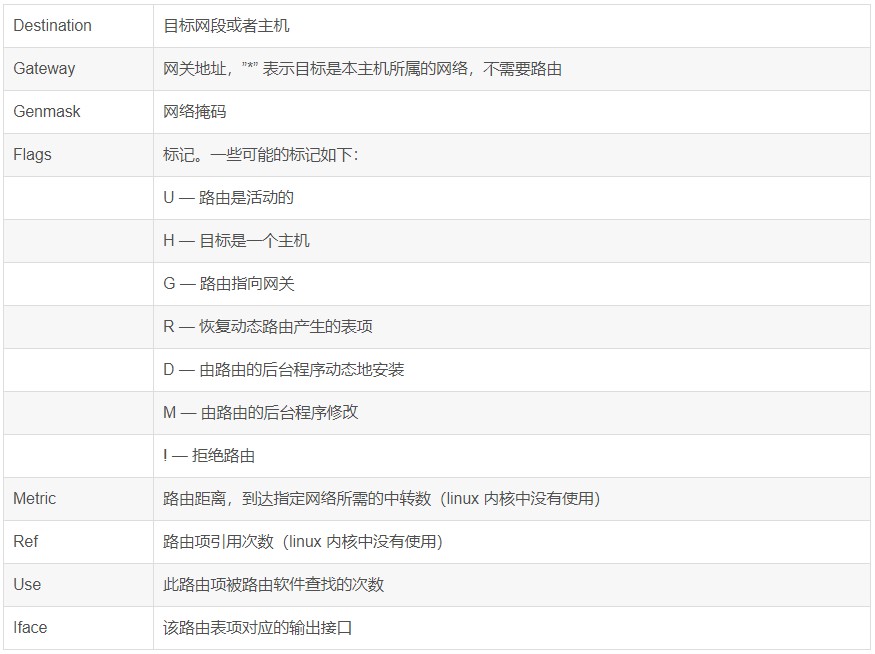 Destination 目标网段或者主机
Gateway 网关地址，”*” 表示目标是本主机所属的网络，不需要路由
Genmask 网络掩码
Flags 标记。一些可能的标记如下：
U — 路由是活动的
H — 目标是一个主机
G — 路由指向网关
R — 恢复动态路由产生的表项
D — 由路由的后台程序动态地安装
M — 由路由的后台程序修改
! — 拒绝路由
Metric 路由距离，到达指定网络所需的中转数（linux 内核中没有使用）
Ref 路由项引用次数（linux 内核中没有使用）
Use 此路由项被路由软件查找的次数
Iface 该路由表项对应的输出接口